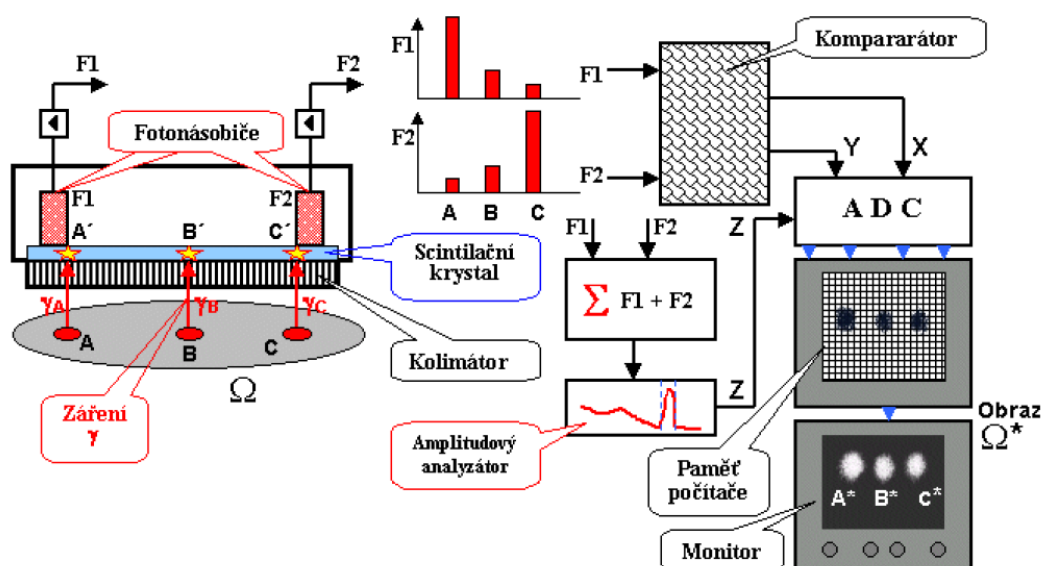 F1
F2
Fotonásobiče
F1
F2
A´
B´
C´
γA
γB
γC
A
B
C
Ω
Záření
γ
Scintilační
krystal
Kolimátor
F1
F2
A B C
F1
F2
Kompararátor
Y
X
A D C
F1
F2
Z
Σ F1 + F2
Z
Amplitudový
analyzátor
Paměť
počítače
Obraz
Ω*
A* B* C*
Monitor